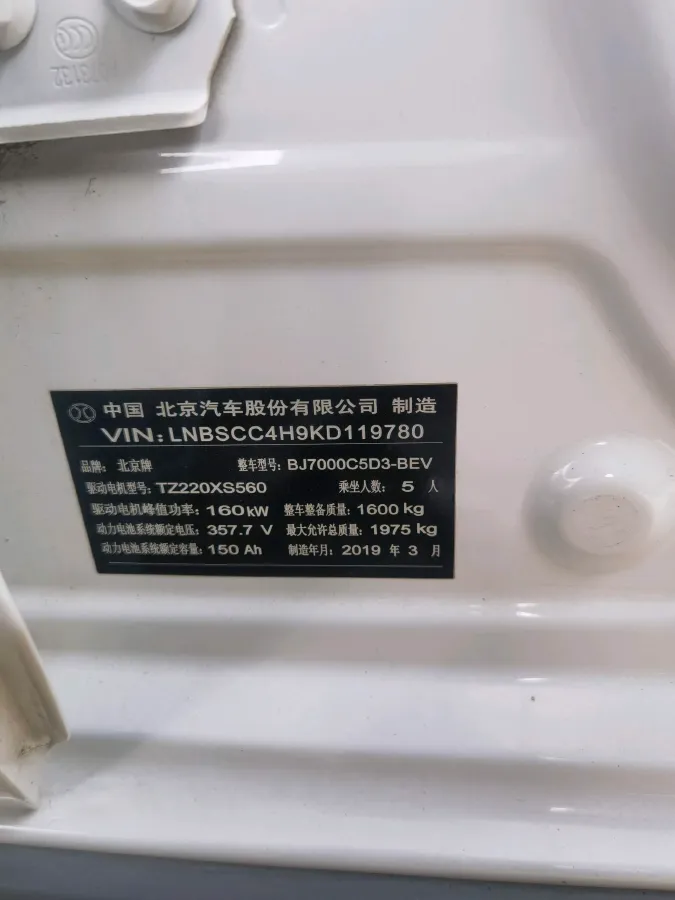 中国 北京汽车股份有限公司 制造
VIN: LNBSCC4H9KD119780
品牌: 北京牌 整车型号: BJ7000C5D3-BEV
驱动电机型号: TZ220XS560 乘坐人数: 5 人
驱动电机峰值功率: 160kW 整车整备质量: 1600 kg
动力电池系统额定电压: 357.7 V 最大允许总质量: 1975 kg
动力电池系统额定容量: 150 Ah 制造年月: 2019 年 3 月